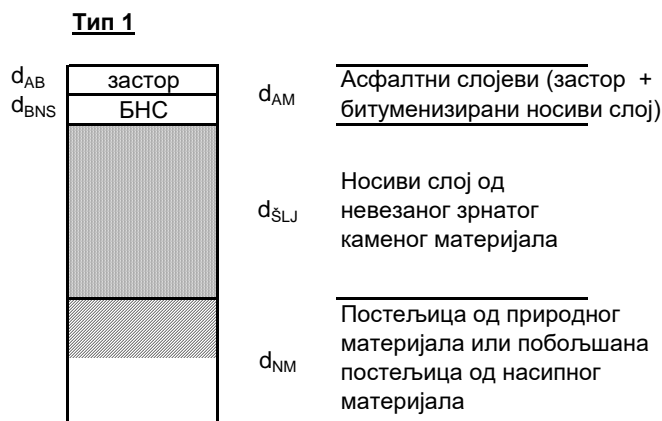 Тип 1
d_AB застор
d_BNS БНС
d_AM
Асфалтни слојеви (застор +
битуменизирани носиви слој)
d_ŠLJ
Носиви слој од
невезаног зрнатог
каменог материјала
d_NM
Постељица од природног
материјала или побољшана
постељица од насипног
материјала